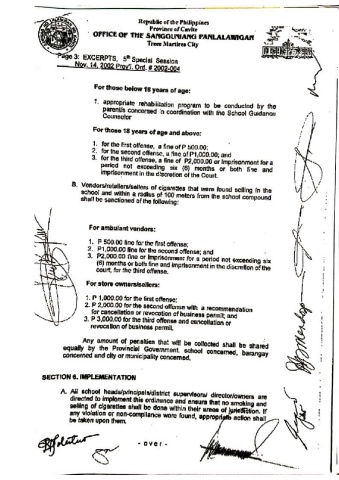 Republic of the Philippines
Province of Cavite
OFFICE OF THE SANGGUNIANG PANLALAWIGAN
Trece Martires City
Page 3: EXCERPTS, 5th Special Session
Nov. 14, 2002 Prov'l. Ord. # 2002-004
For those below 18 years of age:
1. appropriate rehabilitation program to be conducted by the
parent/s concerned in coordination with the School Guidance
Counselor
For those 18 years of age and above:
1. for the first offense, a fine of P 500.00;
2. for the second offense, a fine of P1,000.00; and
3. for the third offense, a fine of P2,000.00 or imprisonment for a
period not exceeding six (6) months or both fine and
imprisonment in the discretion of the Court.
B. Vendors/retailers/sellers of cigarettes that were found selling in the
school and within a radius of 100 meters from the school compound
shall be sanctioned of the following:
For ambulant vendors:
1. P 500.00 fine for the first offense;
2. P1,000.00 fine for the second offense; and
3. P2,000.00 fine or imprisonment for a period not exceeding six
(6) months or both fine and imprisonment in the discretion of the
court, for the third offense.
For store owners/sellers:
1. P 1,000.00 for the first offense;
2. P 2,000.00 for the second offense with a recommendation
for cancellation or revocation of business permit; and
3. P 3,000.00 for the third offense and cancellation or
revocation of business permit.
Any amount of penalties that will be collected shall be shared
equally by the Provincial Government school concerned, barangay
concerned and city or municipality concerned.
SECTION 6. IMPLEMENTATION
A. All school heads/principals/district supervisors/ director/owners are
directed to implement this ordinance and ensure that no smoking and
selling of cigarettes shall be done within their areas of jurisdiction. If
any violation or non-compliance were found, appropriate action shall
be taken upon them.
- over -